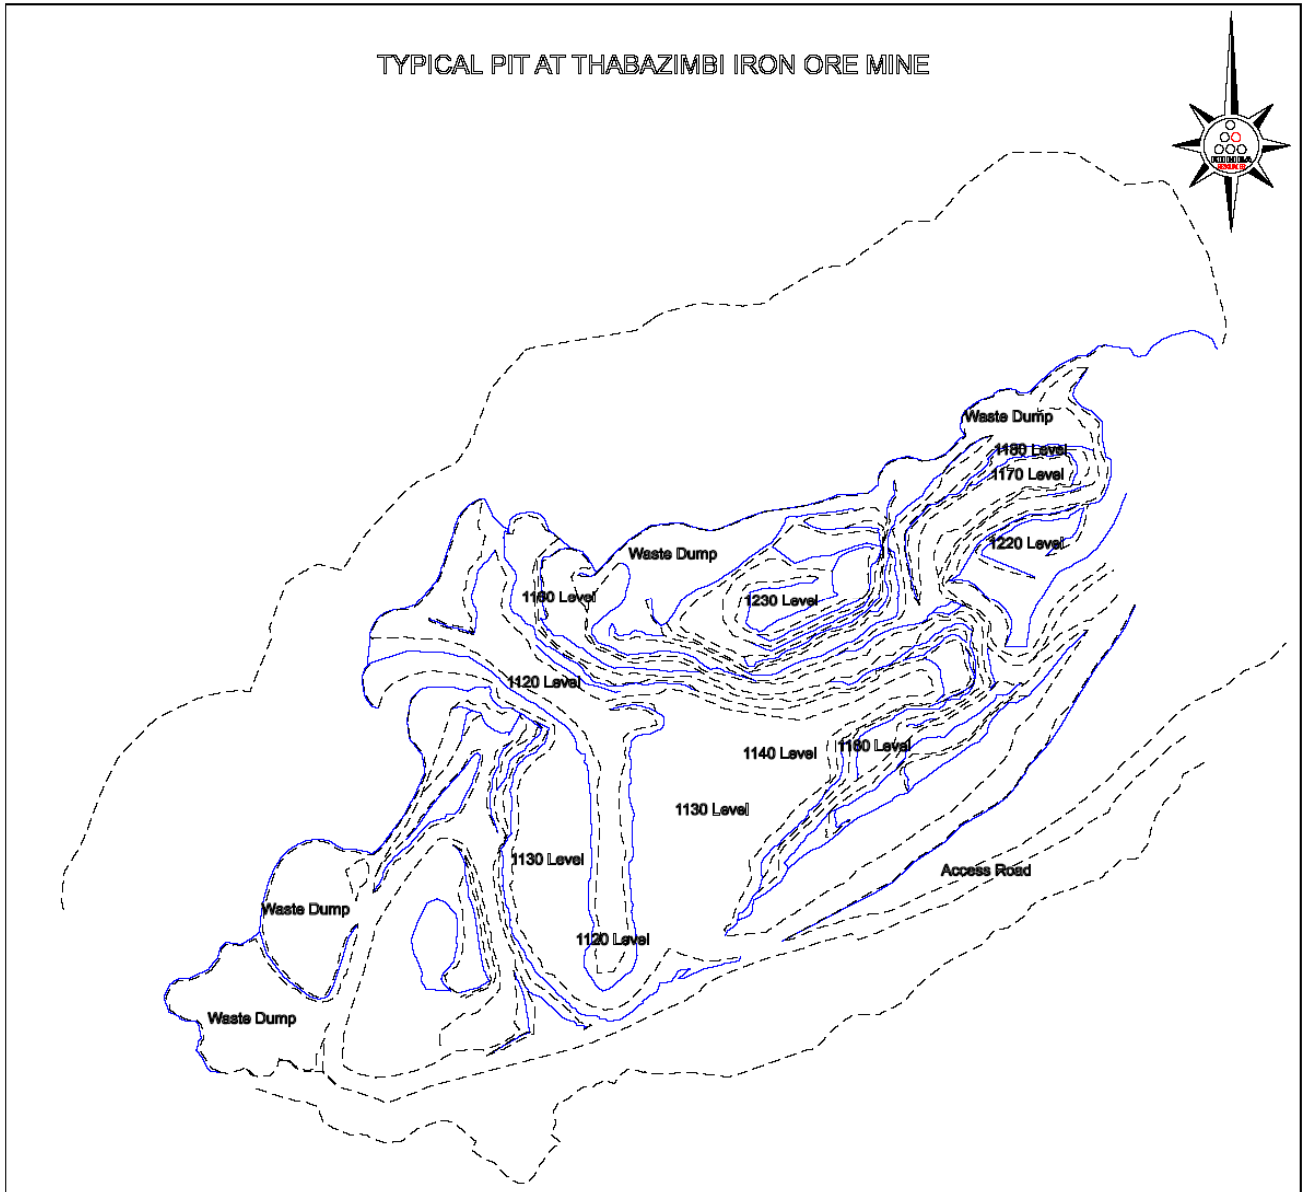 TYPICAL PIT AT THABAZIMBI IRON ORE MINE
Waste Dump
1180 Level
1170 Level
1220 Level
Waste Dump
1160 Level
1230 Level
1120 Level
1140 Level
1160 Level
1130 Level
1130 Level
Access Road
Waste Dump
1120 Level
Waste Dump